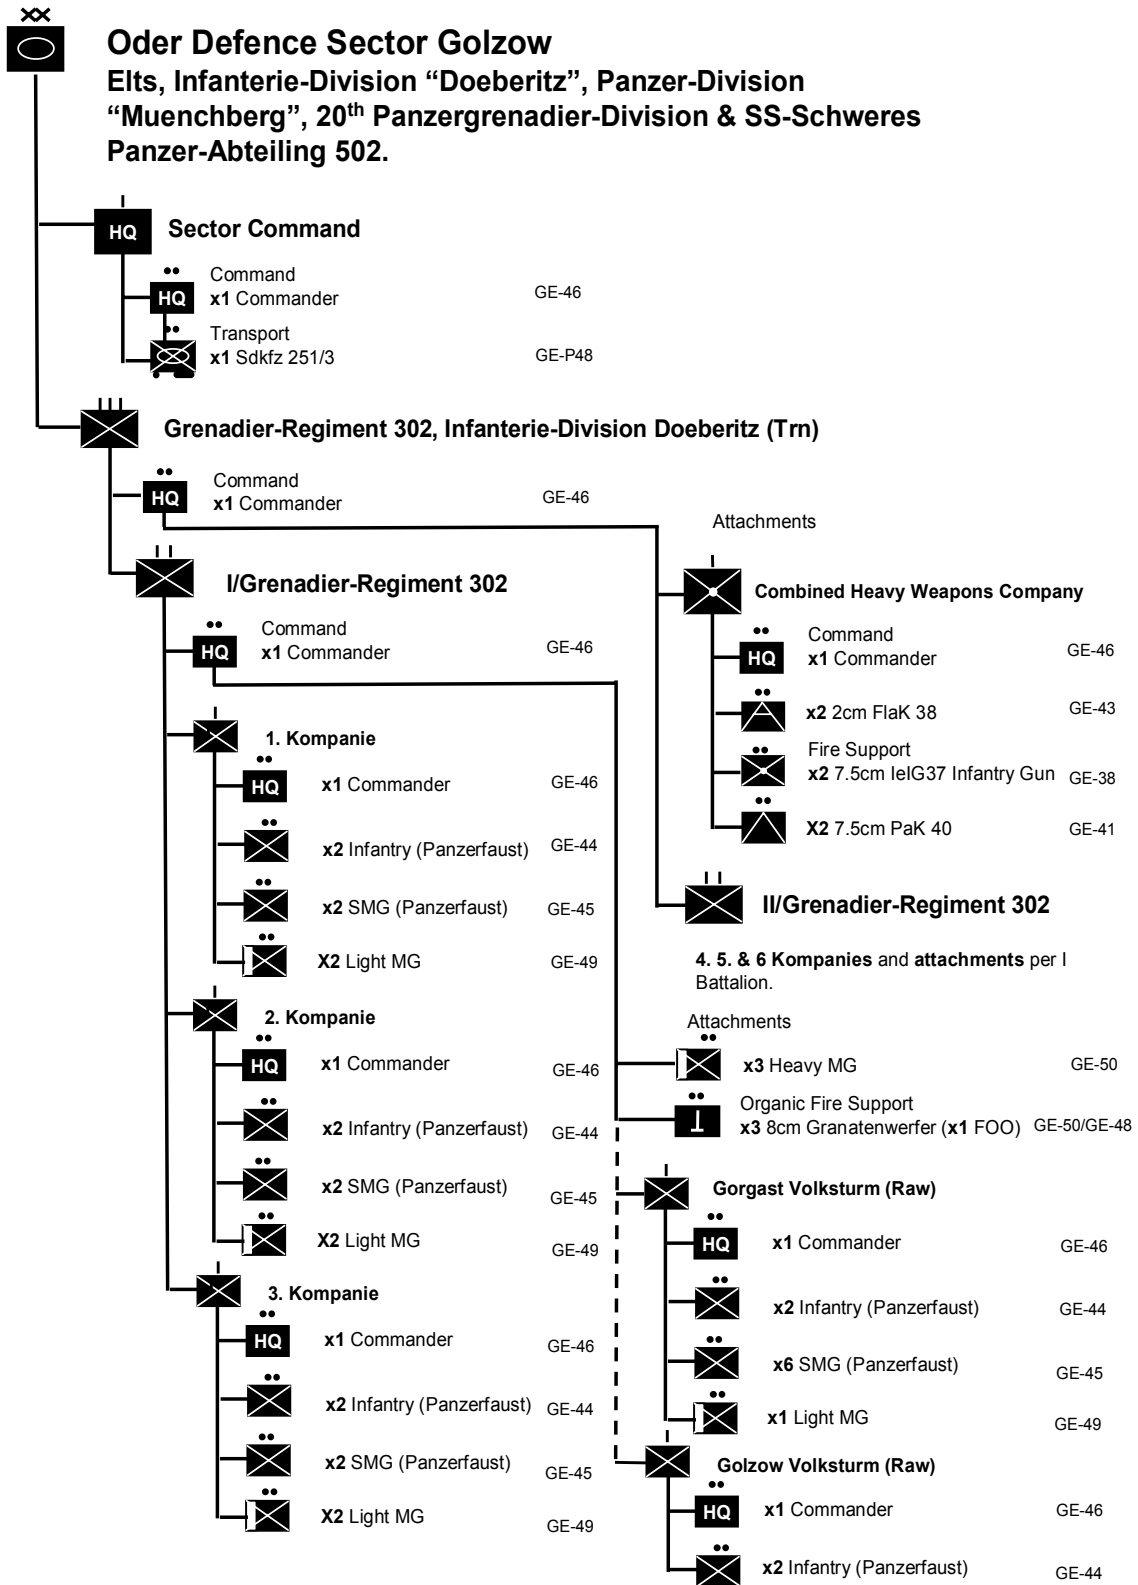 Oder Defence Sector Golzow
Elts, Infanterie-Division “Doeberitz”, Panzer-Division
“Muenchberg”, 20th Panzergrenadier-Division & SS-Schweres
Panzer-Abteiling 502.
HQ Sector Command
Command
HQ x1 Commander GE-46
Transport
x1 Sdkfz 251/3 GE-P48
Grenadier-Regiment 302, Infanterie-Division Doeberitz (Trn)
Command
HQ x1 Commander GE-46
I/Grenadier-Regiment 302
Command
HQ x1 Commander GE-46
1. Kompanie
HQ x1 Commander GE-46
x2 Infantry (Panzerfaust) GE-44
x2 SMG (Panzerfaust) GE-45
X2 Light MG GE-49
2. Kompanie
HQ x1 Commander GE-46
x2 Infantry (Panzerfaust) GE-44
x2 SMG (Panzerfaust) GE-45
X2 Light MG GE-49
3. Kompanie
HQ x1 Commander GE-46
x2 Infantry (Panzerfaust) GE-44
x2 SMG (Panzerfaust) GE-45
X2 Light MG GE-49
Attachments
Combined Heavy Weapons Company
Command
HQ x1 Commander GE-46
x2 2cm FlaK 38 GE-43
Fire Support
x2 7.5cm leIG37 Infantry Gun GE-38
X2 7.5cm PaK 40 GE-41
II/Grenadier-Regiment 302
4. 5. & 6 Kompanies and attachments per I
Battalion.
Attachments
x3 Heavy MG GE-50
Organic Fire Support
x3 8cm Granatenwerfer (x1 FOO) GE-50/GE-48
Gorgast Volksturm (Raw)
HQ x1 Commander GE-46
x2 Infantry (Panzerfaust) GE-44
x6 SMG (Panzerfaust) GE-45
x1 Light MG GE-49
Golzow Volksturm (Raw)
HQ x1 Commander GE-46
x2 Infantry (Panzerfaust) GE-44